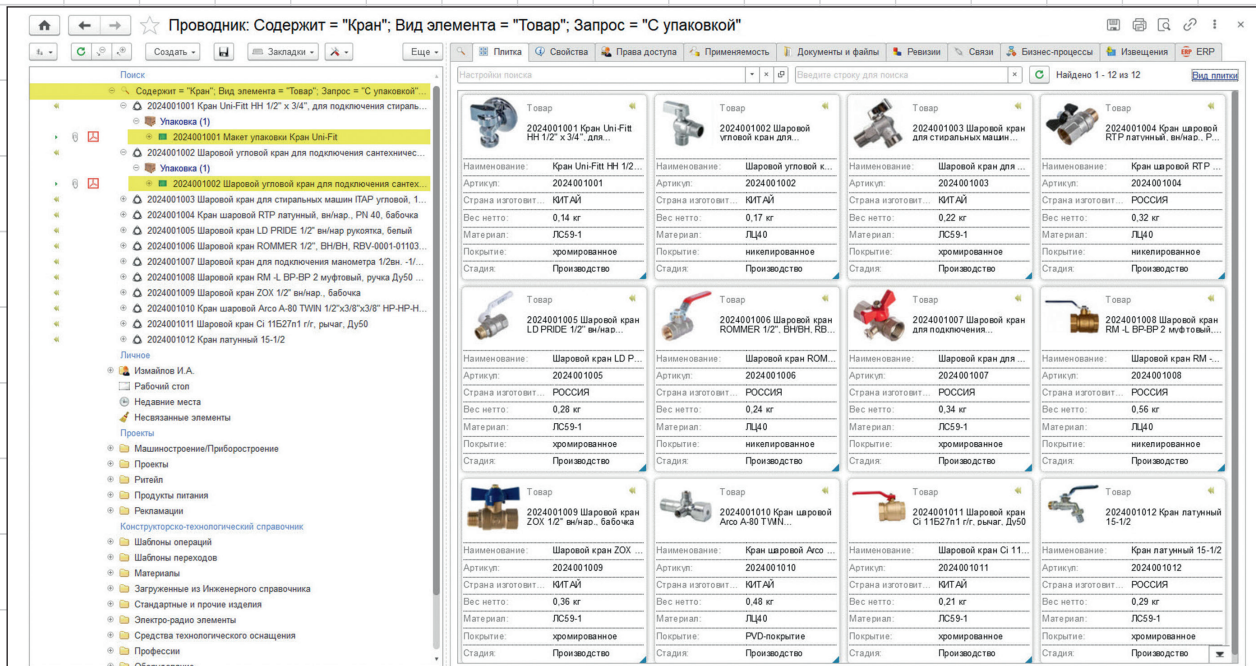 Проводник: Содержит = "Кран"; Вид элемента = "Товар"; Запрос = "С упаковкой"
Создать
Закладки
Еще
Поиск
Содержит = "Кран"; Вид элемента = "Товар"; Запрос = "С упаковкой"...
2024001001 Кран Uni-Fitt НН 1/2" x 3/4", для подключения стираль...
Упаковка (1)
2024001001 Макет упаковки Кран Uni-Fit
2024001002 Шаровой угловой кран для подключения сантехничес...
Упаковка (1)
2024001002 Шаровой угловой кран для подключения сантех...
2024001003 Шаровой кран для стиральных машин ITAP угловой, 1...
2024001004 Кран шаровой RTP латунный, вн/нар., PN 40, бабочка
2024001005 Шаровой кран LD PRIDE 1/2" вн/нар рукоятка, белый
2024001006 Шаровой кран ROMMER 1/2", ВН/ВН, RBV-0001-01103...
2024001007 Шаровой кран для подключения манометра 1/2вн. -1/...
2024001008 Шаровой кран RM -L ВР-ВР 2 муфтовый, ручка Ду50 ...
2024001009 Шаровой кран ZOX 1/2" вн/нар., бабочка
2024001010 Кран шаровой Arco A-80 TWIN 1/2"x3/8"x3/8" НР-НР-Н...
2024001011 Шаровой кран Ci 11Б27п1 г/г, рычаг, Ду50
2024001012 Кран латунный 15-1/2
Личное
Измайлов И.А.
Рабочий стол
Недавние места
Несвязанные элементы
Проекты
Машиностроение/Приборостроение
Проекты
Ритейл
Продукты питания
Рекламации
Конструкторско-технологический справочник
Шаблоны операций
Шаблоны переходов
Материалы
Загруженные из Инженерного справочника
Стандартные и прочие изделия
Электро-радио элементы
Средства технологического оснащения
Профессии
Оборудование
Плитка Свойства Права доступа Применяемость Документы и файлы Ревизии Связи Бизнес-процессы Извещения ERP ERP
Настройки поиска
Введите строку для поиска
Найдено 1 - 12 из 12
Вид плитки
Товар
2024001001 Кран Uni-Fitt
НН 1/2" x 3/4", для...
Наименование: Кран Uni-Fitt НН 1/2...
Артикул: 2024001001
Страна изготовит... КИТАЙ
Вес нетто: 0,14 кг
Материал: ЛС59-1
Покрытие: хромированное
Стадия: Производство
Товар
2024001002 Шаровой
угловой кран для...
Наименование: Шаровой угловой к...
Артикул: 2024001002
Страна изготовит... КИТАЙ
Вес нетто: 0,17 кг
Материал: ЛЦ40
Покрытие: никелированное
Стадия: Производство
Товар
2024001003 Шаровой кран
для стиральных машин...
Наименование: Шаровой кран для ...
Артикул: 2024001003
Страна изготовит... КИТАЙ
Вес нетто: 0,22 кг
Материал: ЛС59-1
Покрытие: хромированное
Стадия: Производство
Товар
2024001004 Кран шаровой
RTP латунный, вн/нар., P...
Наименование: Кран шаровой RTP ...
Артикул: 2024001004
Страна изготовит... РОССИЯ
Вес нетто: 0,32 кг
Материал: ЛЦ40
Покрытие: никелированное
Стадия: Производство
Товар
2024001005 Шаровой кран
LD PRIDE 1/2" вн/нар...
Наименование: Шаровой кран LD P...
Артикул: 2024001005
Страна изготовит... РОССИЯ
Вес нетто: 0,28 кг
Материал: ЛС59-1
Покрытие: хромированное
Стадия: Производство
Товар
2024001006 Шаровой кран
ROMMER 1/2", ВН/ВН, RB...
Наименование: Шаровой кран ROM...
Артикул: 2024001006
Страна изготовит... РОССИЯ
Вес нетто: 0,24 кг
Материал: ЛЦ40
Покрытие: никелированное
Стадия: Производство
Товар
2024001007 Шаровой кран
для подключения...
Наименование: Шаровой кран для ...
Артикул: 2024001007
Страна изготовит... РОССИЯ
Вес нетто: 0,34 кг
Материал: ЛС59-1
Покрытие: хромированное
Стадия: Производство
Товар
2024001008 Шаровой кран
RM -L ВР-ВР 2 муфтовый,...
Наименование: Шаровой кран RM -...
Артикул: 2024001008
Страна изготовит... РОССИЯ
Вес нетто: 0,56 кг
Материал: ЛЦ40
Покрытие: никелированное
Стадия: Производство
Товар
2024001009 Шаровой кран
ZOX 1/2" вн/нар., бабочка
Наименование: Шаровой кран ZOX ...
Артикул: 2024001009
Страна изготовит... КИТАЙ
Вес нетто: 0,36 кг
Материал: ЛС59-1
Покрытие: хромированное
Стадия: Производство
Товар
2024001010 Кран шаровой
Arco A-80 TWIN...
Наименование: Кран шаровой Arco ...
Артикул: 2024001010
Страна изготовит... КИТАЙ
Вес нетто: 0,48 кг
Материал: ЛЦ40
Покрытие: PVD-покрытие
Стадия: Производство
Товар
2024001011 Шаровой кран
Ci 11Б27п1 г/г, рычаг, Ду50
Наименование: Шаровой кран Ci 11...
Артикул: 2024001011
Страна изготовит... КИТАЙ
Вес нетто: 0,21 кг
Материал: ЛС59-1
Покрытие: хромированное
Стадия: Производство
Товар
2024001012 Кран латунный
15-1/2
Наименование: Кран латунный 15-1/2
Артикул: 2024001012
Страна изготовит... РОССИЯ
Вес нетто: 0,29 кг
Материал: ЛС59-1
Покрытие: хромированное
Стадия: Производство